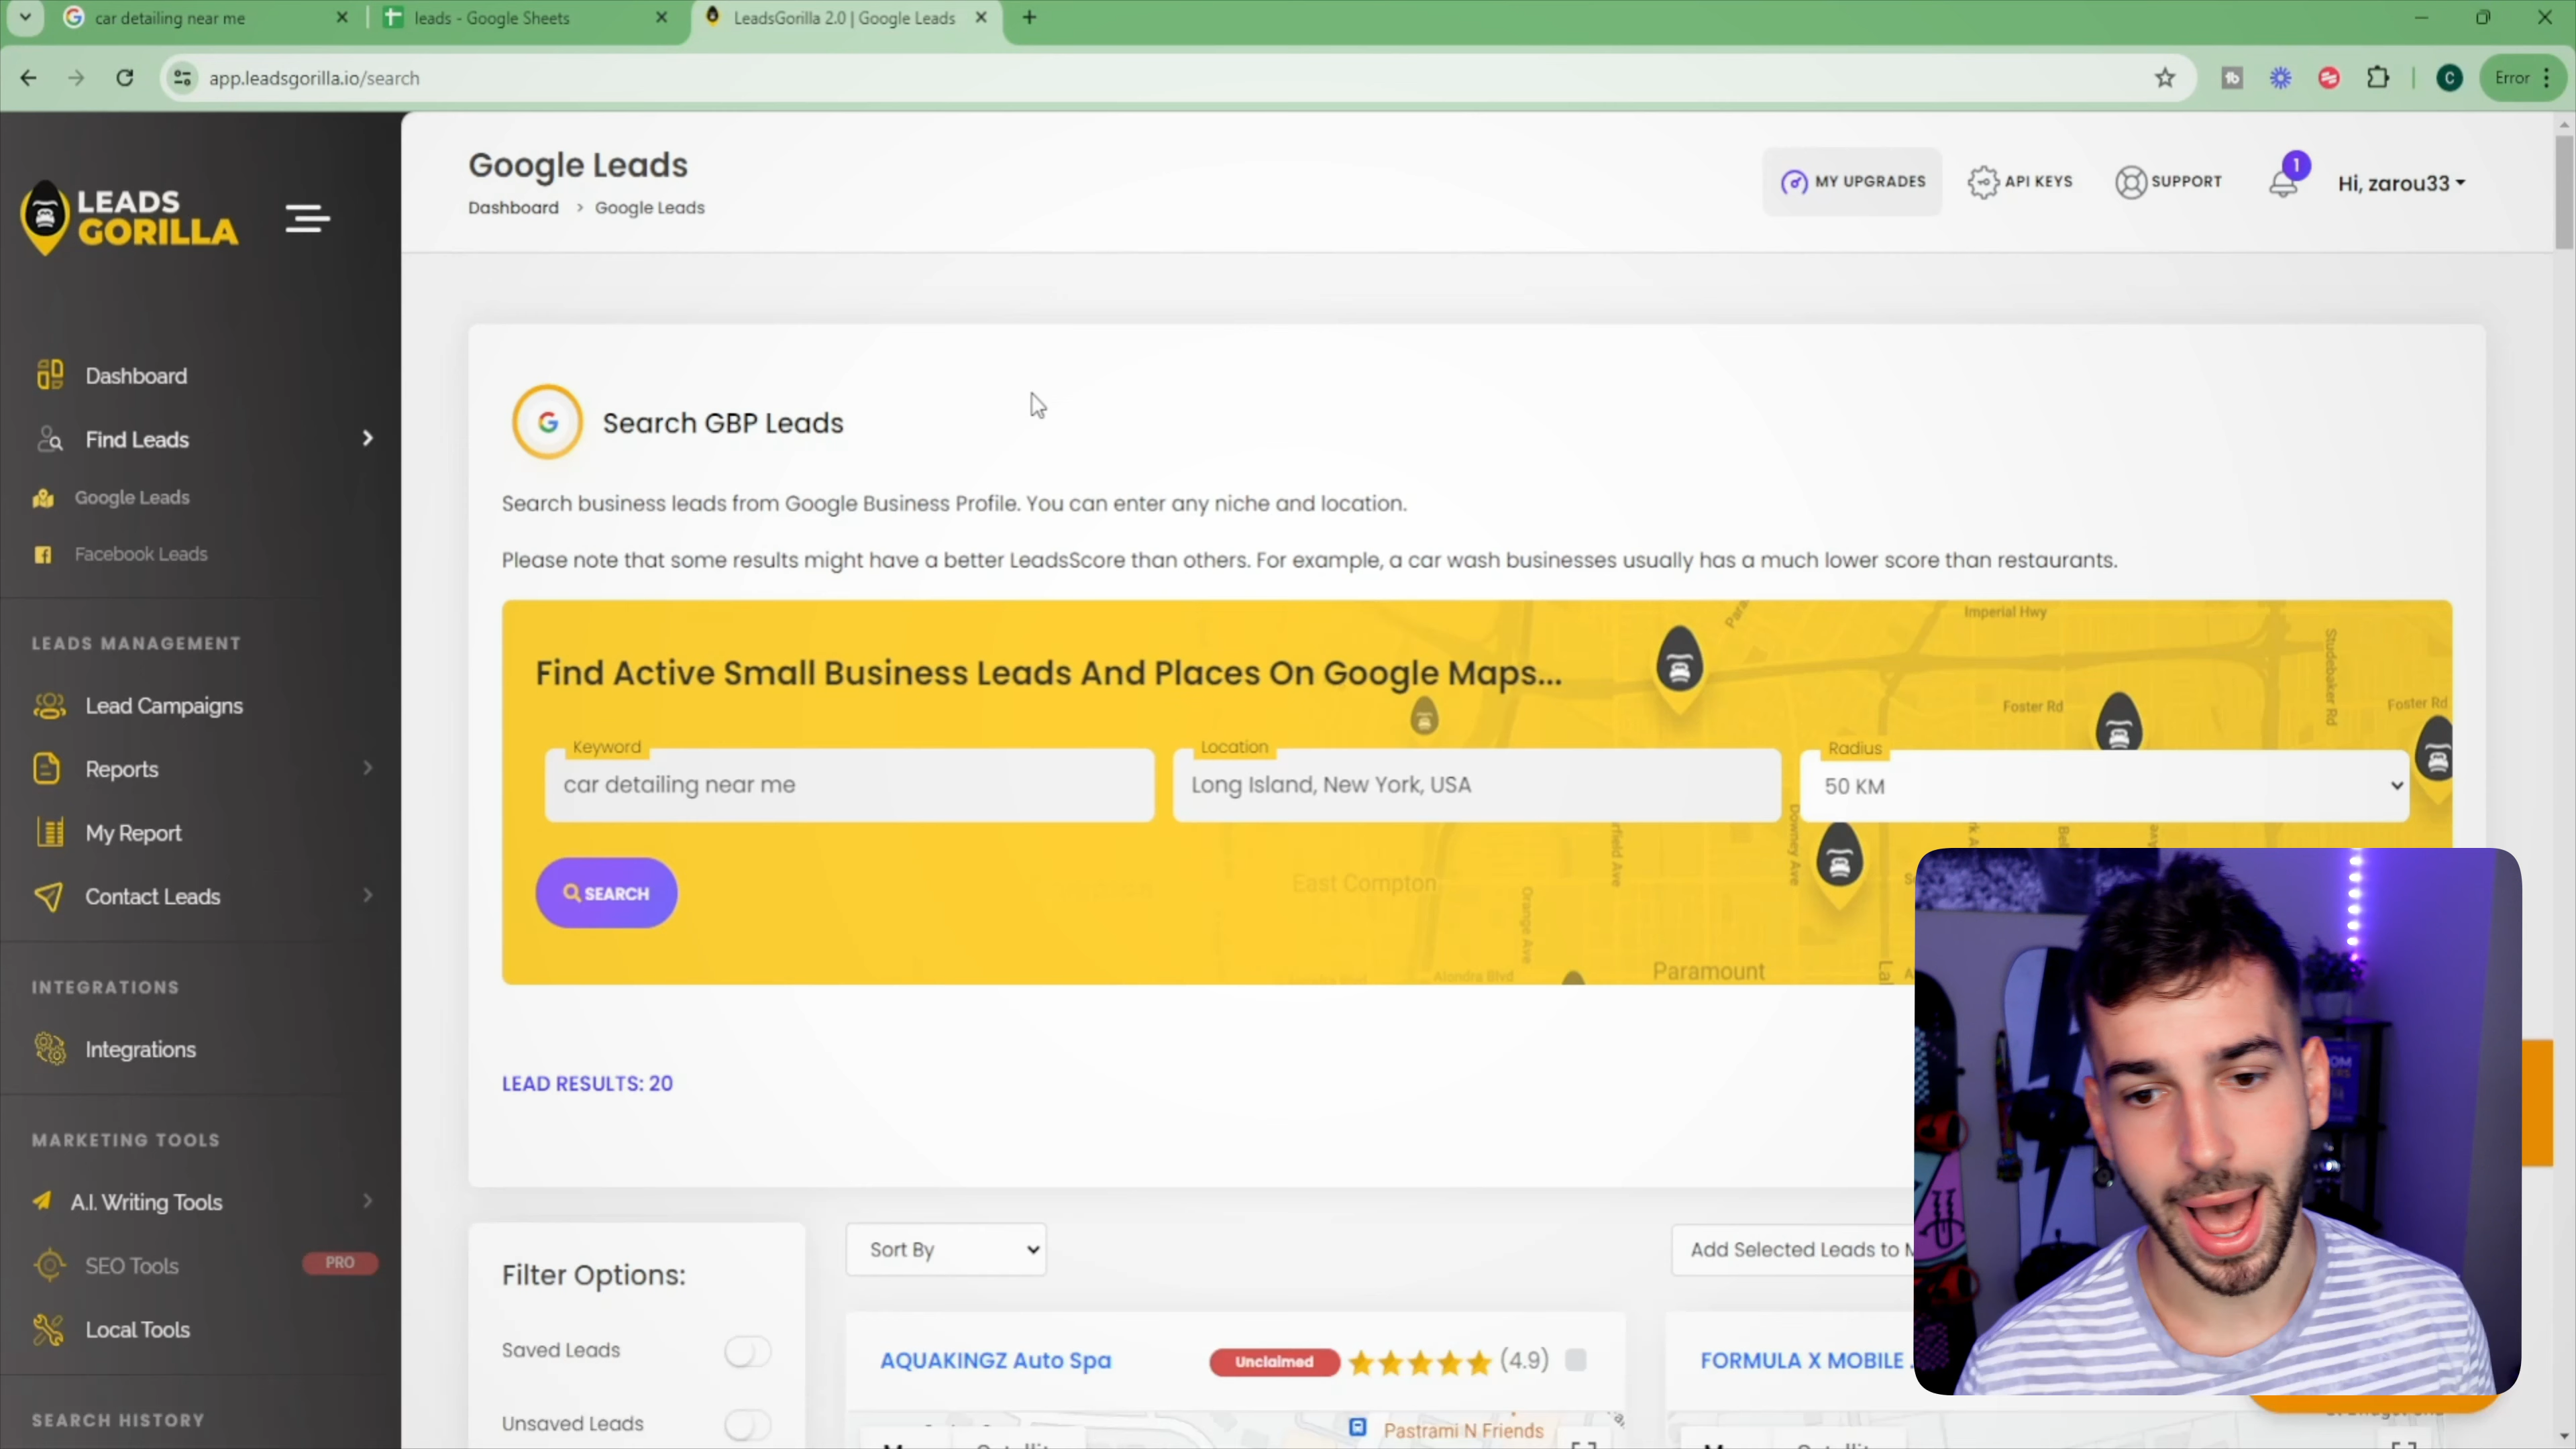 car detailing near me
leads - Google Sheets
LeadsGorilla 2.0 | Google Leads
app.leadsgorilla.io/search
C
Error
LEADS
GORILLA
Google Leads
Dashboard > Google Leads
MY UPGRADES
API KEYS
SUPPORT
1
Hi, zarou33
Dashboard
Find Leads
Google Leads
Facebook Leads
LEADS MANAGEMENT
Lead Campaigns
Reports
My Report
Contact Leads
INTEGRATIONS
Integrations
MARKETING TOOLS
A.I. Writing Tools
SEO Tools
PRO
Local Tools
SEARCH HISTORY
Search GBP Leads
Search business leads from Google Business Profile. You can enter any niche and location.
Please note that some results might have a better LeadsScore than others. For example, a car wash businesses usually has a much lower score than restaurants.
Find Active Small Business Leads And Places On Google Maps...
Imperial Hwy
Studebaker Rd
Foster Rd
Foster Rd
Keyword
car detailing near me
Location
Long Island, New York, USA
Radius
50 KM
Downey Ave
East Compton
Orange Ave
Alondra Blvd
Paramount
SEARCH
LEAD RESULTS: 20
Filter Options:
Saved Leads
Unsaved Leads
Sort By
Add Selected Leads to
AQUAKINGZ Auto Spa
Unclaimed
(4.9)
FORMULA X MOBILE
Pastrami N Friends